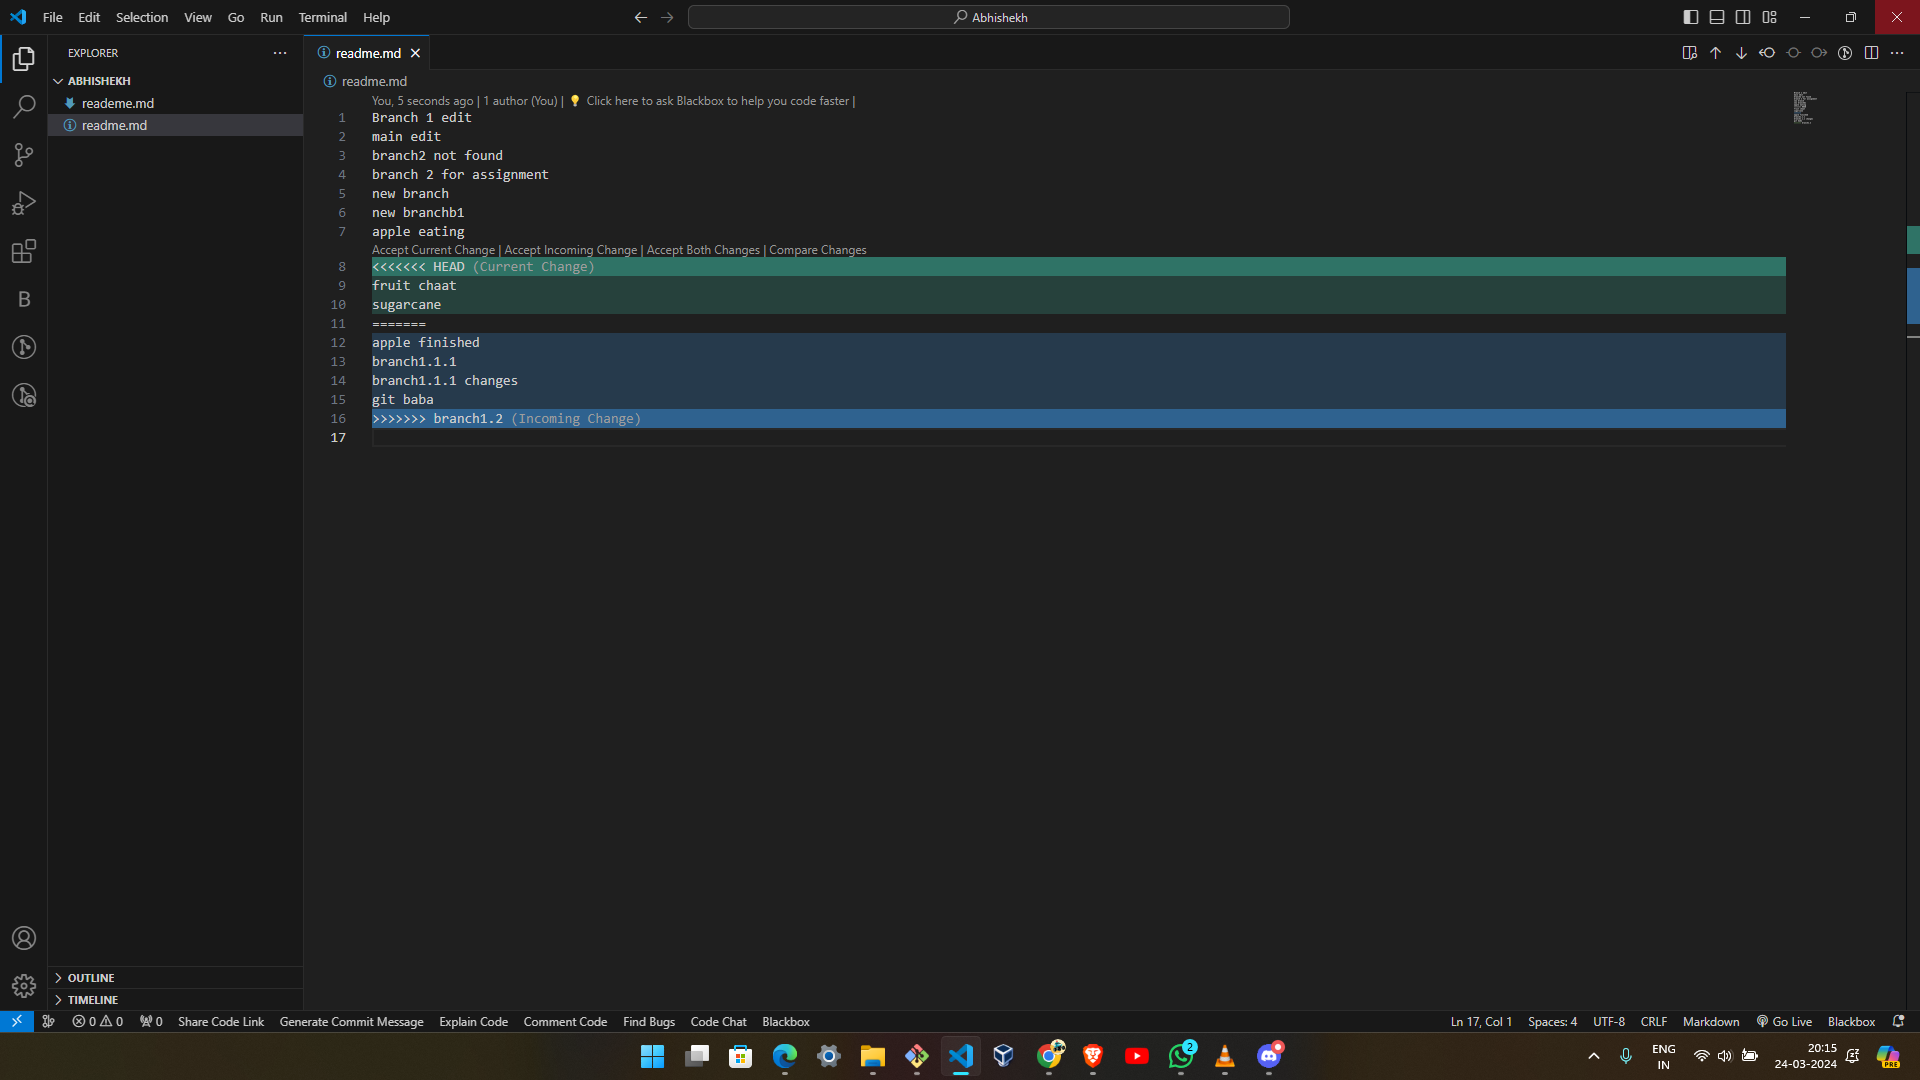 File Edit Selection View Go Run Terminal Help
Abhishekh
EXPLORER
ABHISHEKH
reademe.md
readme.md
readme.md
readme.md
You, 5 seconds ago | 1 author (You) | 💡 Click here to ask Blackbox to help you code faster |
1 Branch 1 edit
2 main edit
3 branch2 not found
4 branch 2 for assignment
5 new branch
6 new branchb1
7 apple eating
Accept Current Change | Accept Incoming Change | Accept Both Changes | Compare Changes
8 <<<<<<< HEAD (Current Change)
9 fruit chaat
10 sugarcane
11 =======
12 apple finished
13 branch1.1.1
14 branch1.1.1 changes
15 git baba
16 >>>>>>> branch1.2 (Incoming Change)
17
B
OUTLINE
TIMELINE
0 0 0 Share Code Link Generate Commit Message Explain Code Comment Code Find Bugs Code Chat Blackbox
Ln 17, Col 1 Spaces: 4 UTF-8 CRLF Markdown Go Live Blackbox
2
ENG
IN
20:15
24-03-2024
PRE